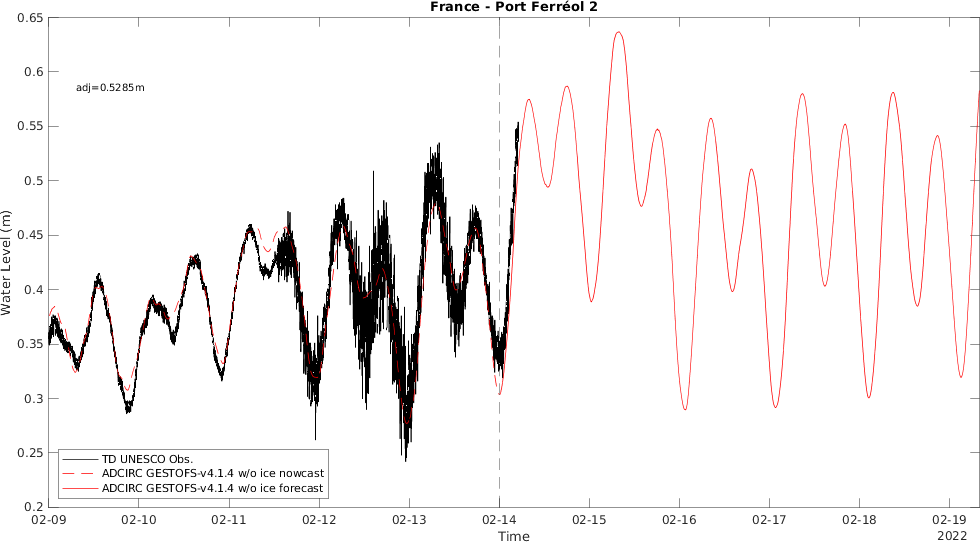 France - Port Ferréol 2
adj=0.5285m
Water Level (m)
0.65
0.6
0.55
0.5
0.45
0.4
0.35
0.3
0.25
0.2
TD UNESCO Obs.
ADCIRC GESTOFS-v4.1.4 w/o ice nowcast
ADCIRC GESTOFS-v4.1.4 w/o ice forecast
02-09 02-10 02-11 02-12 02-13 02-14 02-15 02-16 02-17 02-18 02-19
2022
Time